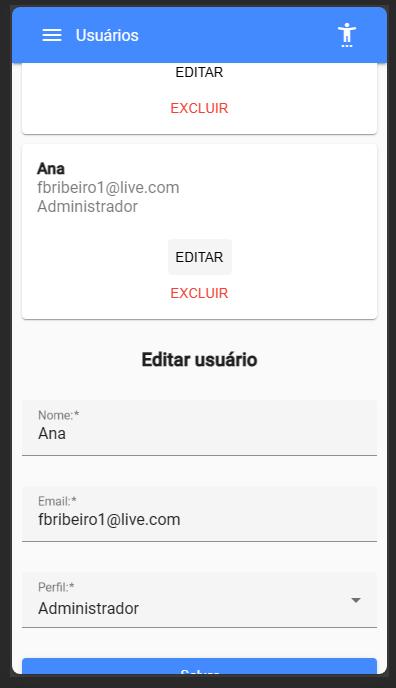 Usuários
EDITAR
EXCLUIR
Ana
fbribeiro1@live.com
Administrador
EDITAR
EXCLUIR
Editar usuário
Nome:*
Ana
Email:*
fbribeiro1@live.com
Perfil:*
Administrador
Salvar